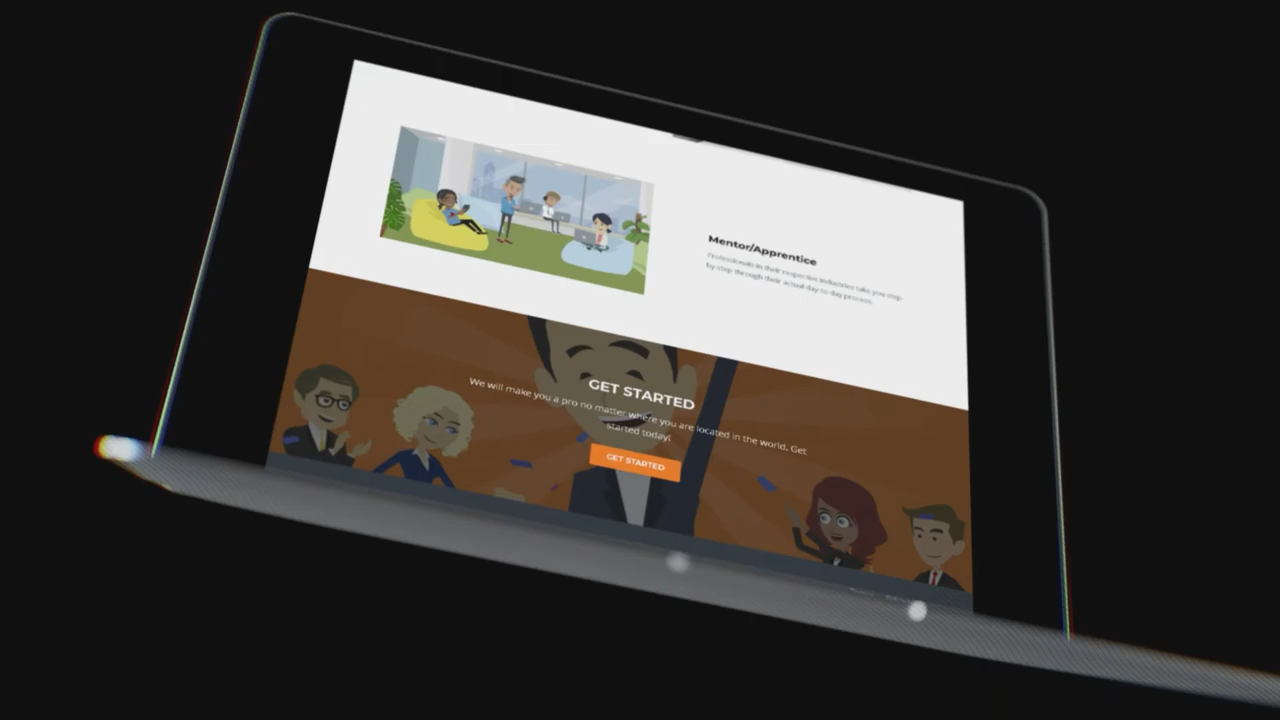 Mentor/Apprentice
Professionals in their respective industries take you step
by step through their actual day-to-day process.
GET STARTED
We will make you a pro no matter where you are located in the world. Get
started today!
GET STARTED